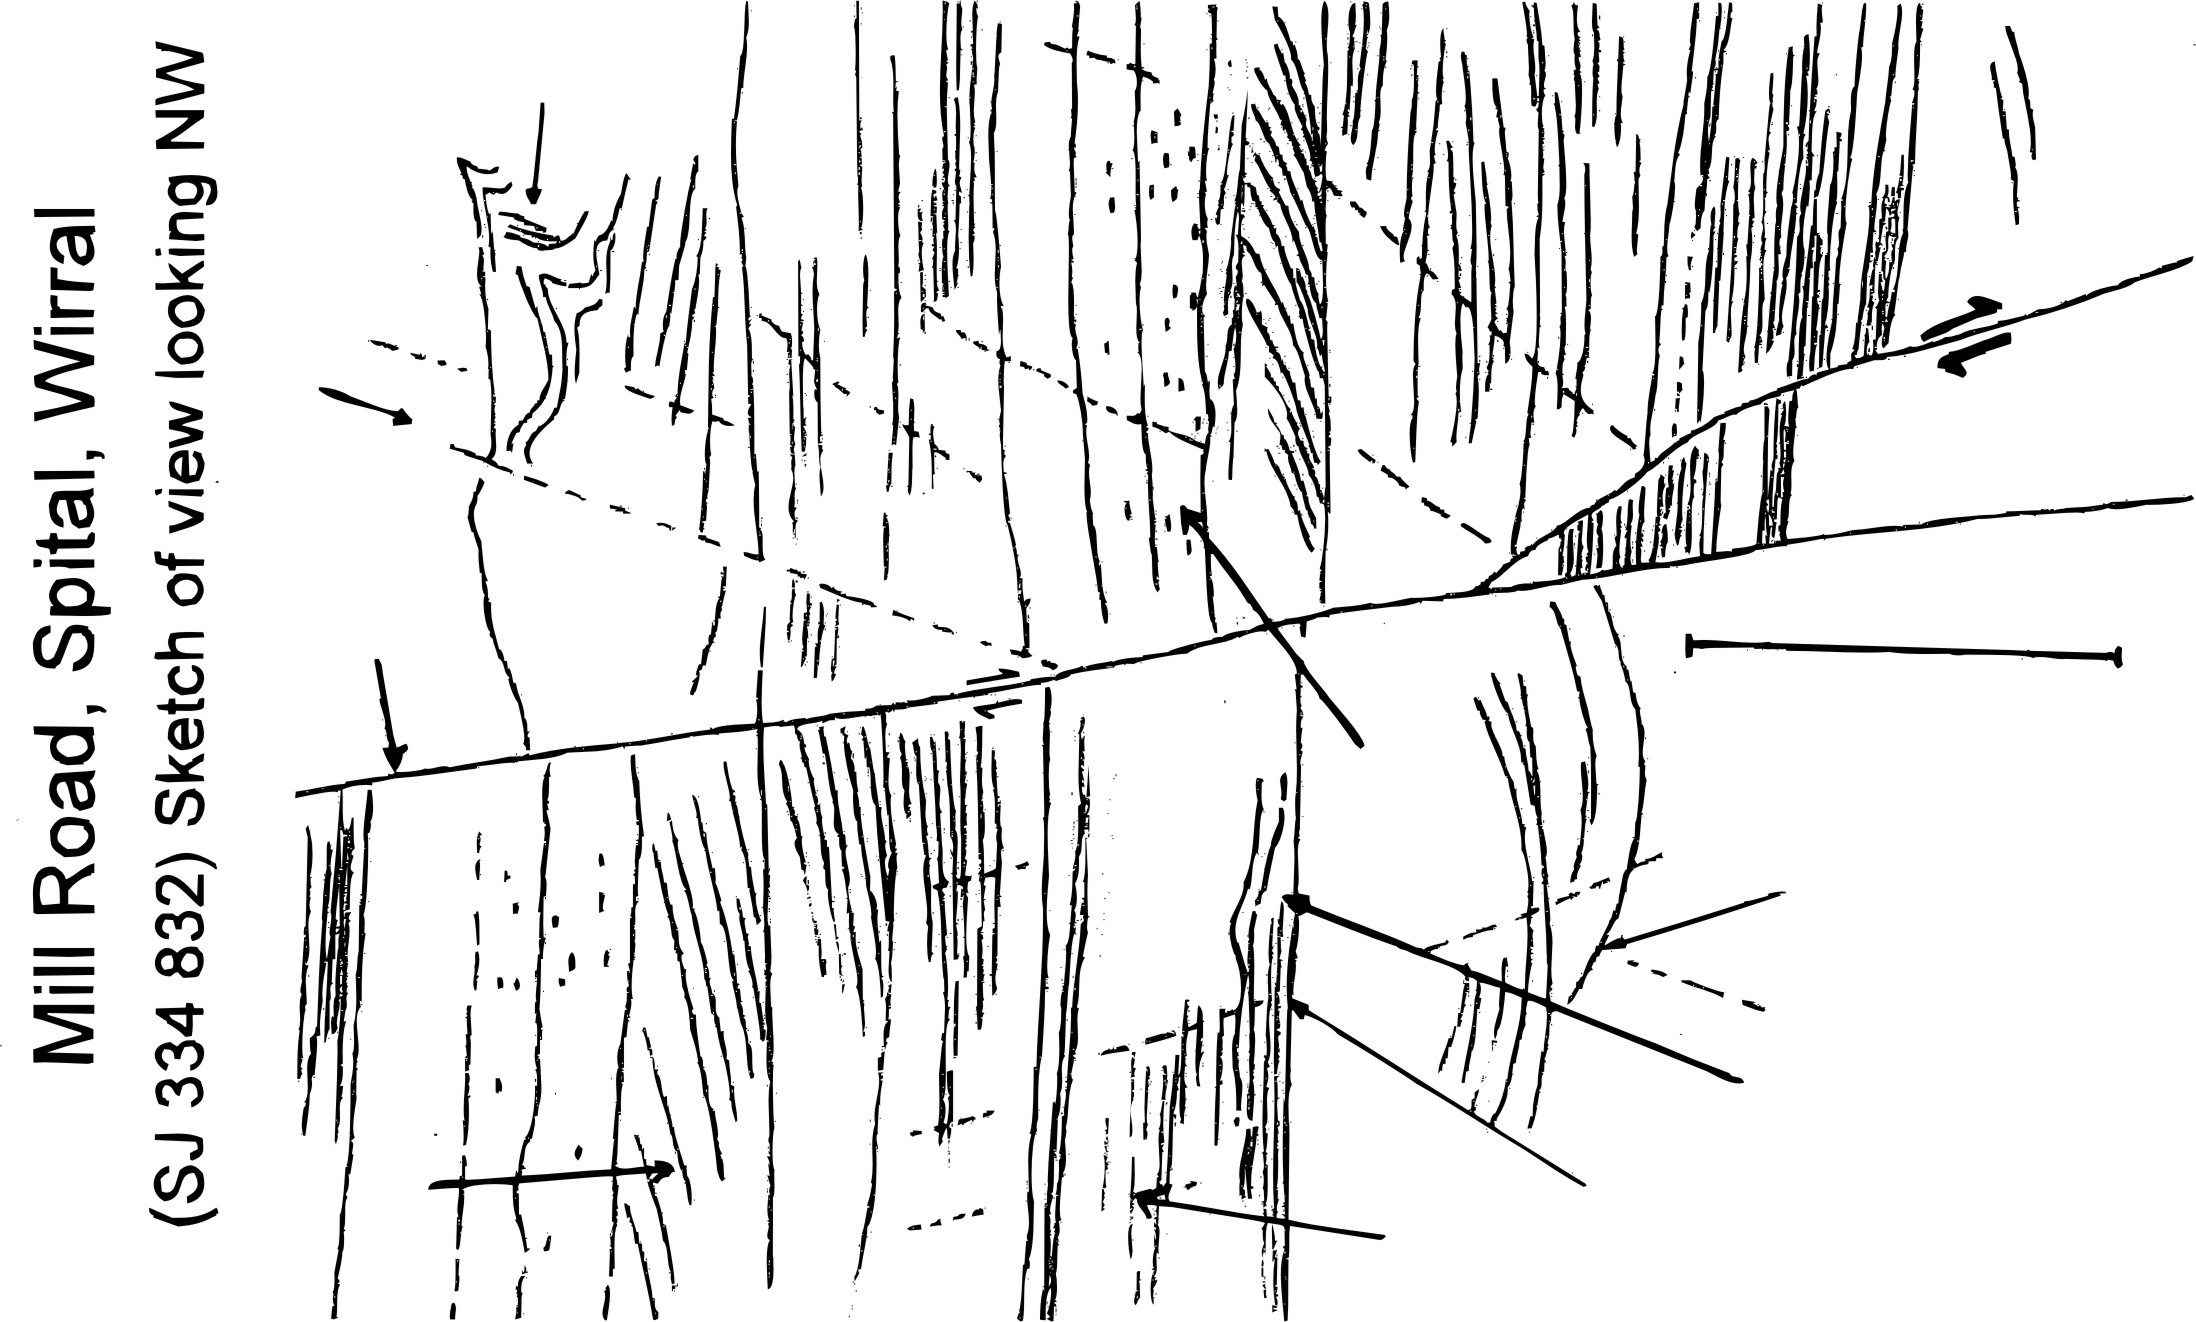 Mill Road, Spital, Wirral
(SJ 334 832) Sketch of view looking NW